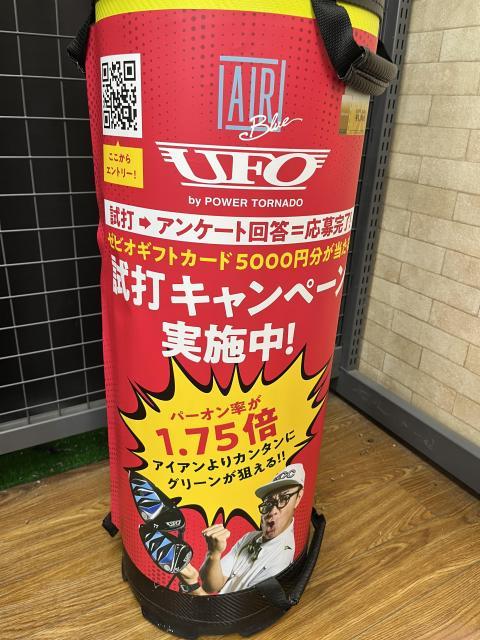 AIR
Blue
UFO
by POWER TORNADO
ここから
エントリー!
試打 → アンケート回答=応募完了!
ゼビオギフトカード5000円分が当た
試打キャンペーン
実施中!
パーオン率が
1.75倍
アイアンよりカンタンに
グリーンが狙える!!
UFO